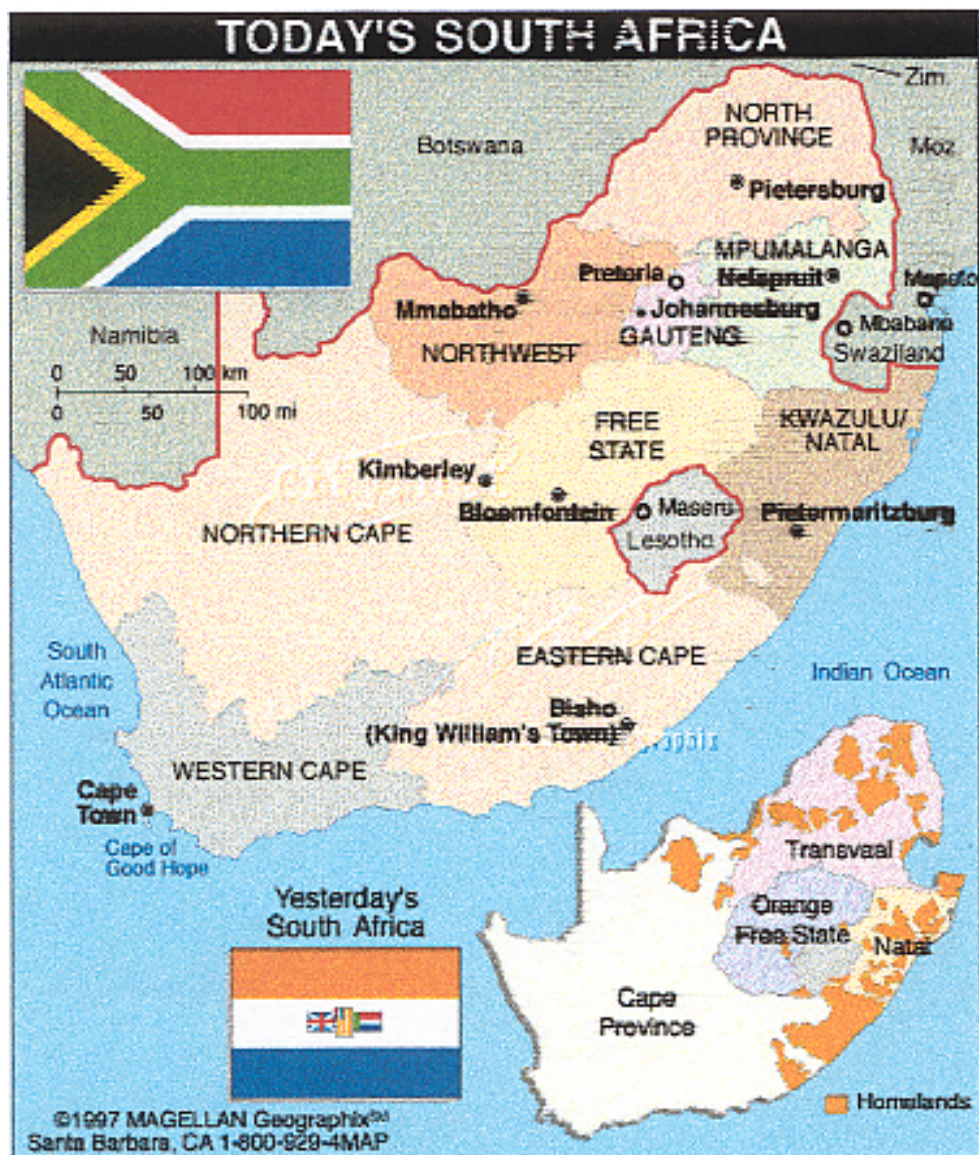 TODAY'S SOUTH AFRICA
Zim.
NORTH
PROVINCE
Botswana
Moz
Pietersburg
MPUMALANGA
Pretoria
Nelspruit
Maputo
Mmabatho
Johannesburg
Mbabane
Namibia
GAUTENG
Swaziland
NORTHWEST
0 50 100 km
0 50 100 mi
FREE
STATE
KWAZULU/
NATAL
Kimberley
Bloemfontein
Maseru
Pietermaritzburg
NORTHERN CAPE
Lesotho
South
Atlantic
Ocean
EASTERN CAPE
Indian Ocean
Bisho
(King William's Town)
WESTERN CAPE
Cape
Town
Cape of
Good Hope
Transvaal
Yesterday's
South Africa
Orange
Free State
Natal
Cape
Province
Homelands
©1997 MAGELLAN Geographix℠
Santa Barbara, CA 1-800-929-4MAP